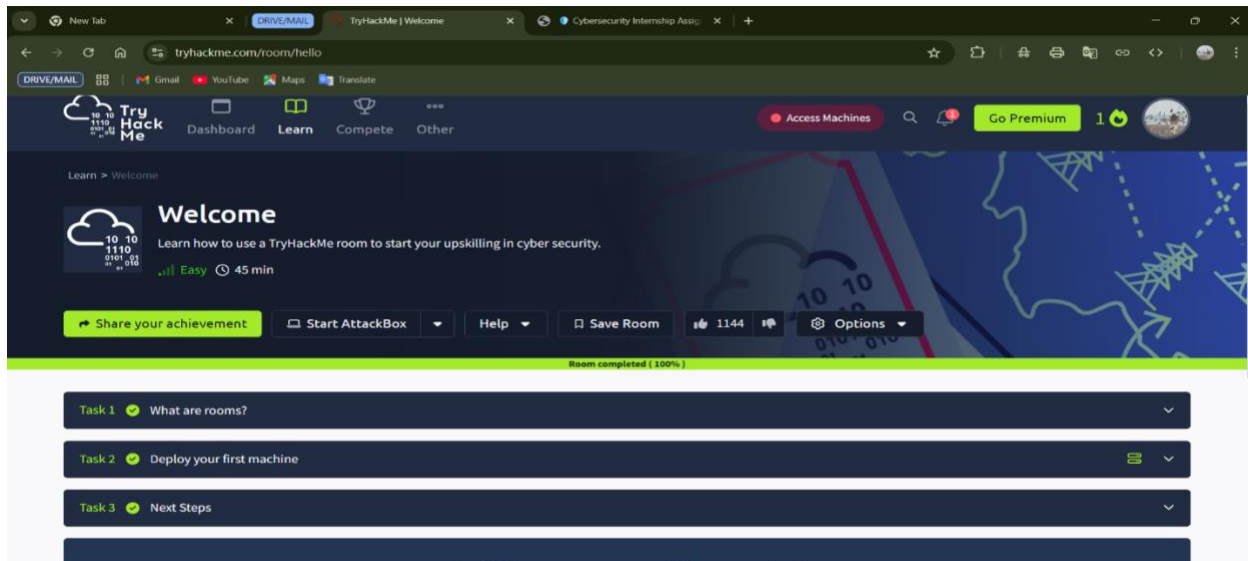 New Tab
DRIVE/MAIL
TryHackMe | Welcome
Cybersecurity Internship Assig
tryhackme.com/room/hello
DRIVE/MAIL
Gmail
YouTube
Maps
Translate
Try Hack Me
Dashboard
Learn
Compete
Other
Access Machines
Go Premium
1
Learn > Welcome
Welcome
Learn how to use a TryHackMe room to start your upskilling in cyber security.
Easy
45 min
Share your achievement
Start AttackBox
Help
Save Room
1144
Options
Room completed ( 100% )
Task 1 What are rooms?
Task 2 Deploy your first machine
Task 3 Next Steps